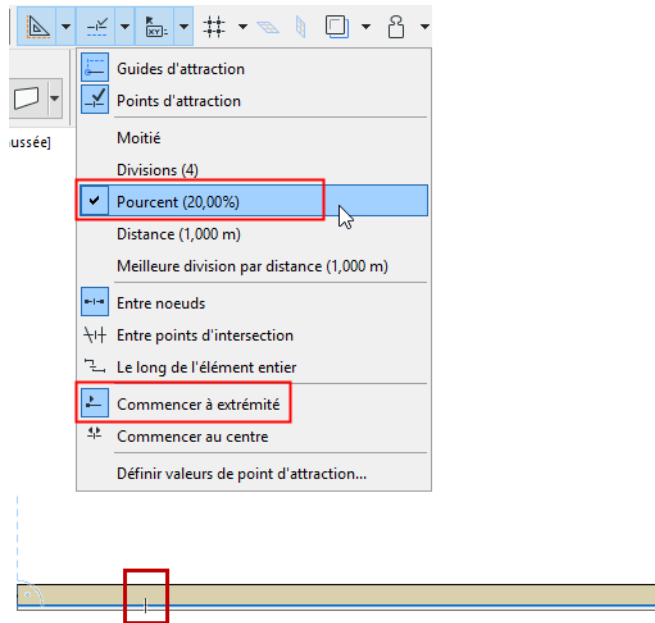 XY:
ussée]
Guides d'attraction
Points d'attraction
Moitié
Divisions (4)
Pourcent (20,00%)
Distance (1,000 m)
Meilleure division par distance (1,000 m)
Entre noeuds
Entre points d'intersection
Le long de l'élément entier
Commencer à extrémité
Commencer au centre
Définir valeurs de point d'attraction...